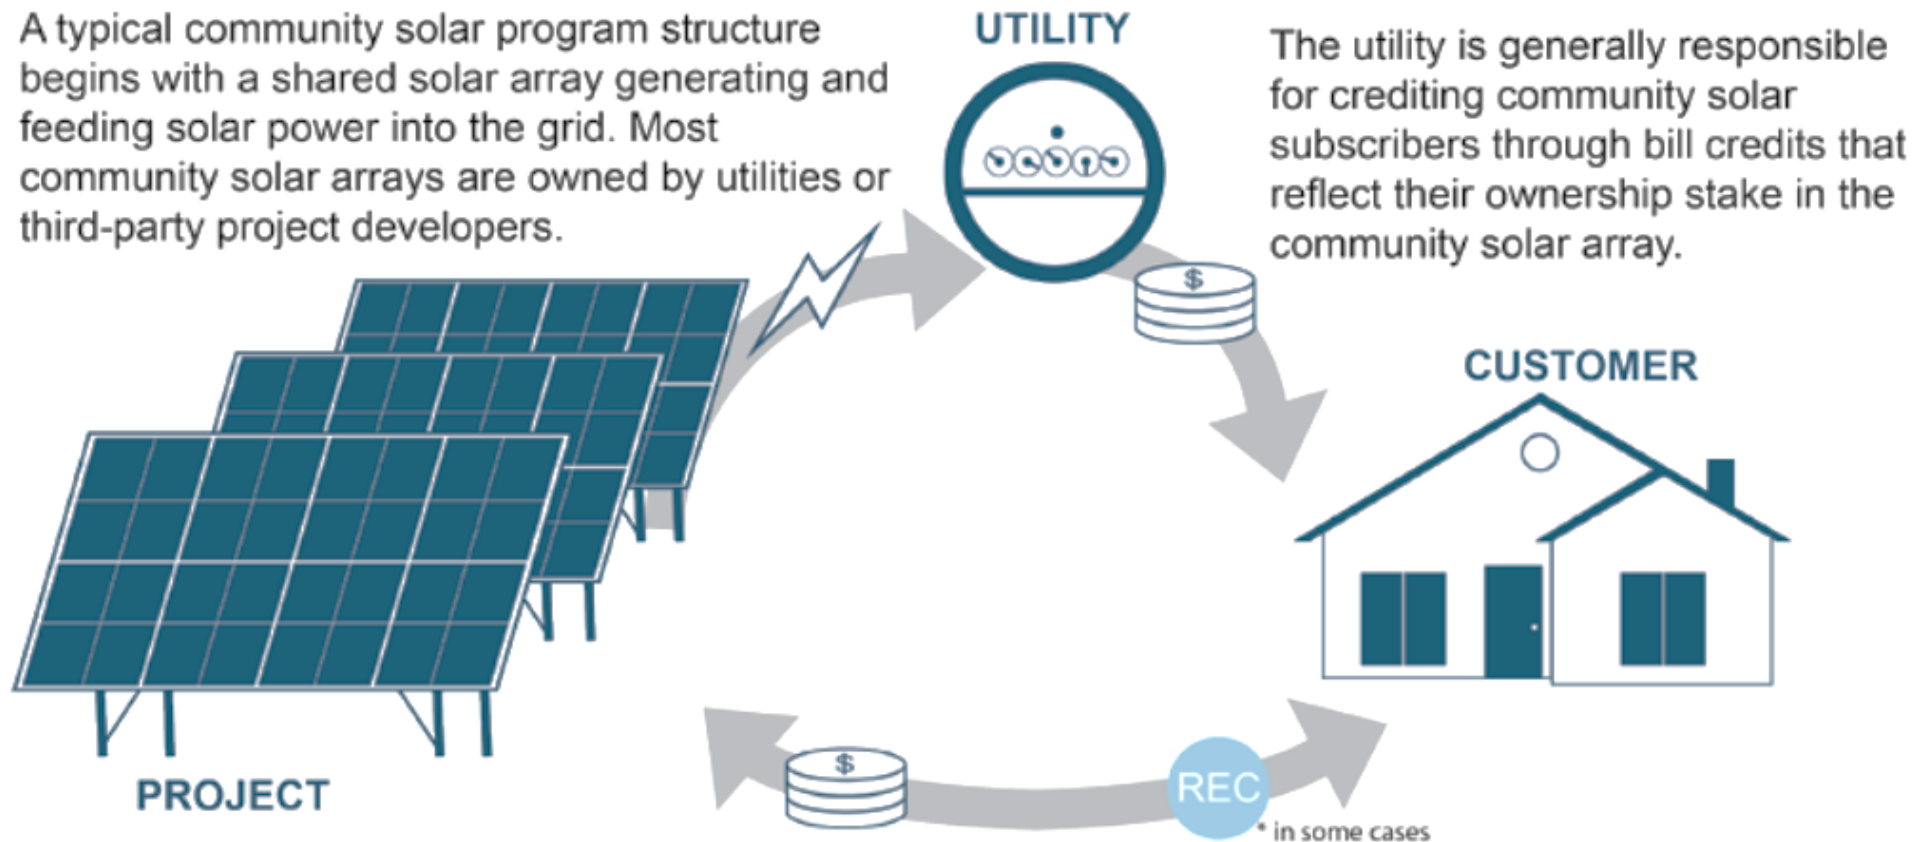 A typical community solar program structure
begins with a shared solar array generating and
feeding solar power into the grid. Most
community solar arrays are owned by utilities or
third-party project developers.
UTILITY
The utility is generally responsible
for crediting community solar
subscribers through bill credits that
reflect their ownership stake in the
community solar array.
$
CUSTOMER
PROJECT
$
REC
* in some cases